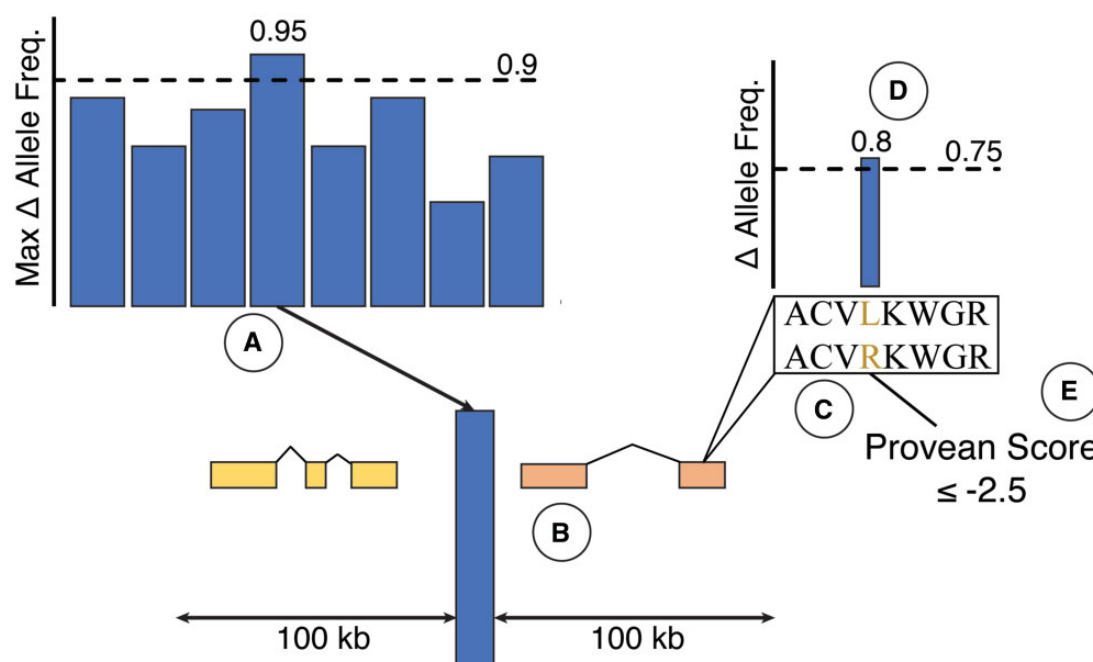 Max Δ Allele Freq.
0.95
0.9
A
Δ Allele Freq.
D
0.8
0.75
ACVLKWGR
ACVRKWGR
C
E
Provean Score
≤ -2.5
B
100 kb
100 kb